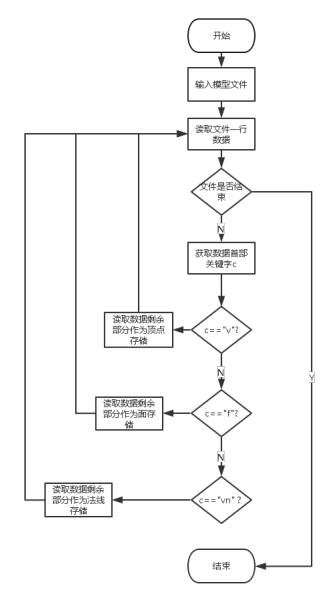 开始
输入模型文件
读取文件一行
数据
文件是否结
束
N
获取数据首部
关键字c
读取数据剩余
部分作为顶点
存储
c=="v"?
Y
N
读取数据剩余
部分作为面存
储
c=="f"?
N
读取数据剩余
部分作为法线
存储
c=="vn" ?
结束